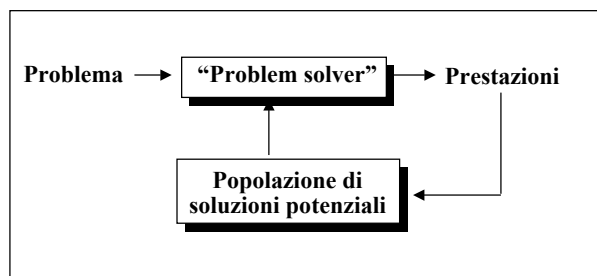 Problema
“Problem solver”
Prestazioni
Popolazione di
soluzioni potenziali